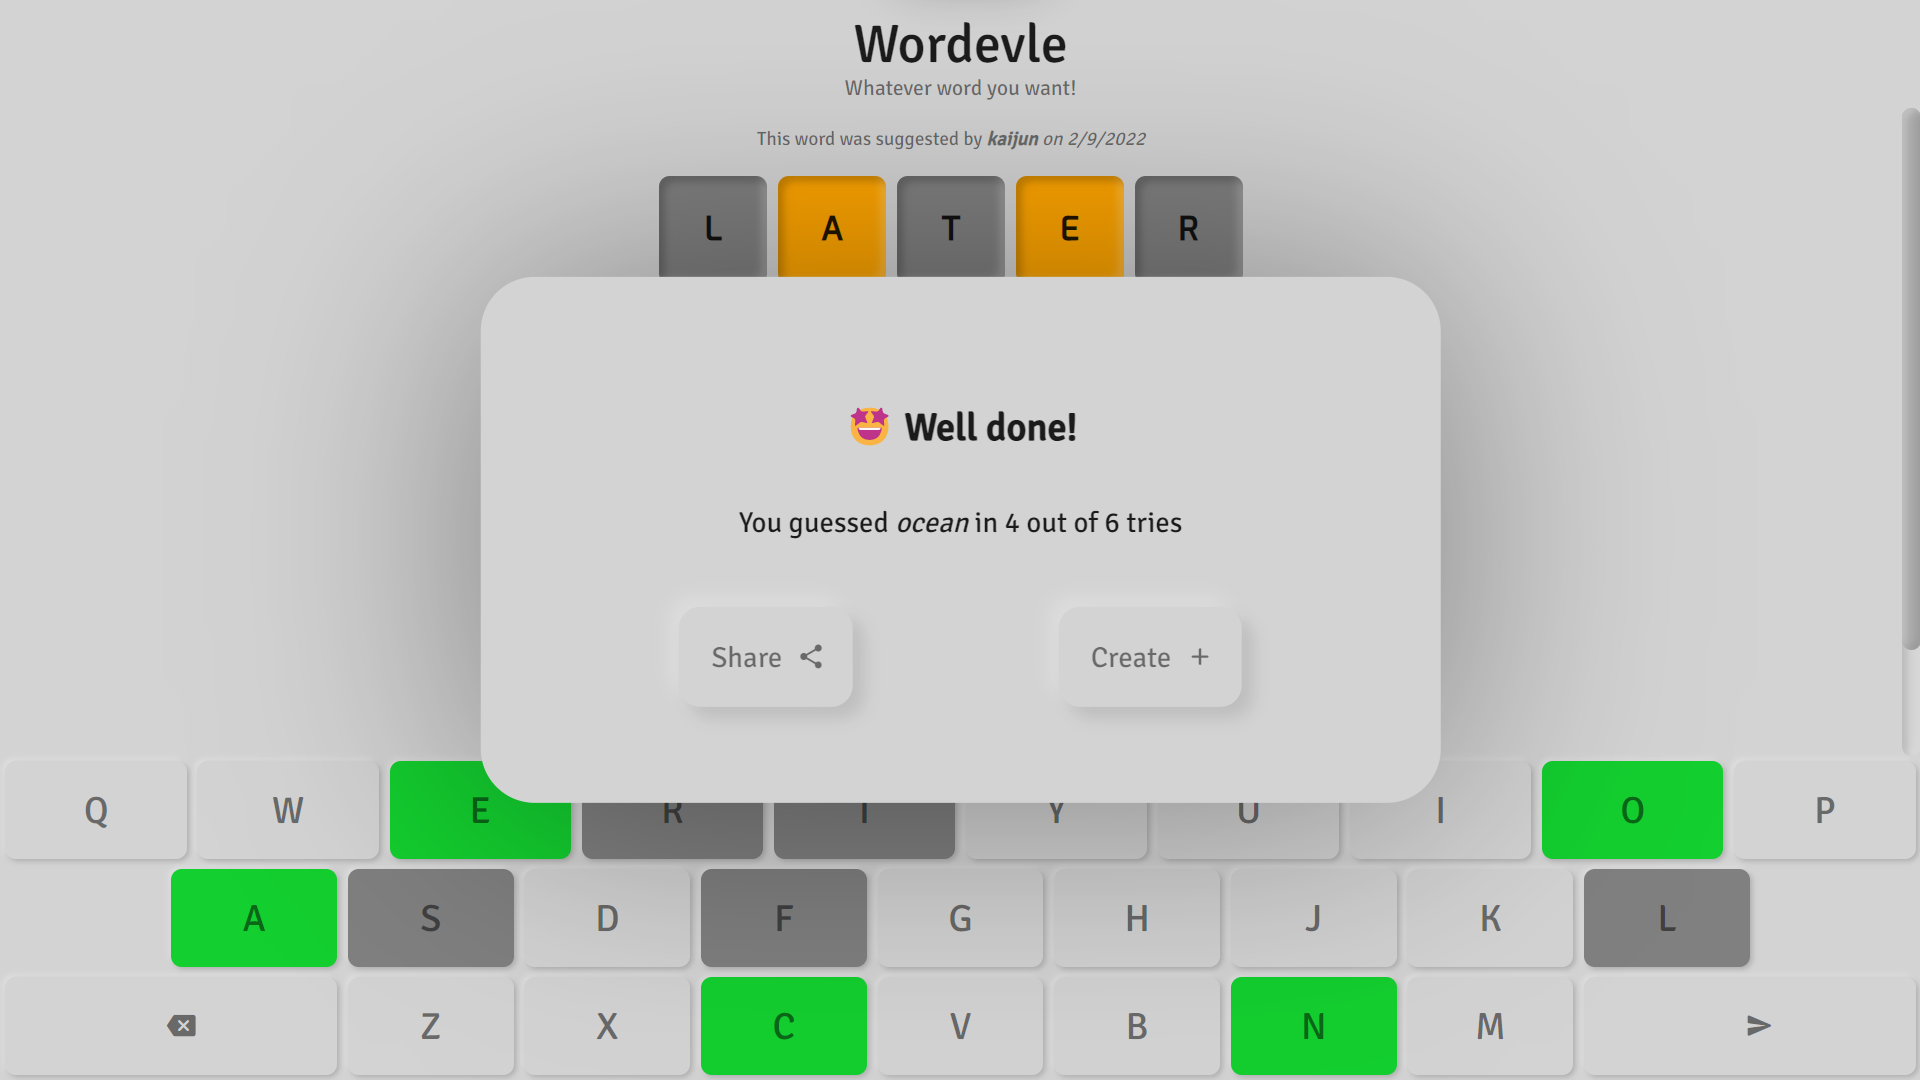 Wordevle
Whatever word you want!
This word was suggested by kaijun on 2/9/2022
L A T E R
Well done!
You guessed ocean in 4 out of 6 tries
Share Create +
Q W E R T Y U I O P
A S D F G H J K L
Z X C V B N M